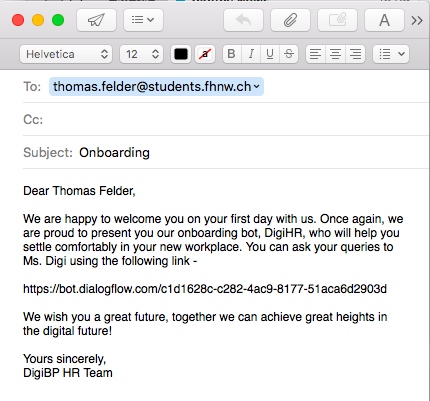 Helvetica
12
B I U S
A
To: thomas.felder@students.fhnw.ch
Cc:
Subject: Onboarding
Dear Thomas Felder,
We are happy to welcome you on your first day with us. Once again, we
are proud to present you our onboarding bot, DigiHR, who will help you
settle comfortably in your new workplace. You can ask your queries to
Ms. Digi using the following link -
https://bot.dialogflow.com/c1d1628c-c282-4ac9-8177-51aca6d2903d
We wish you a great future, together we can achieve great heights in
the digital future!
Yours sincerely,
DigiBP HR Team